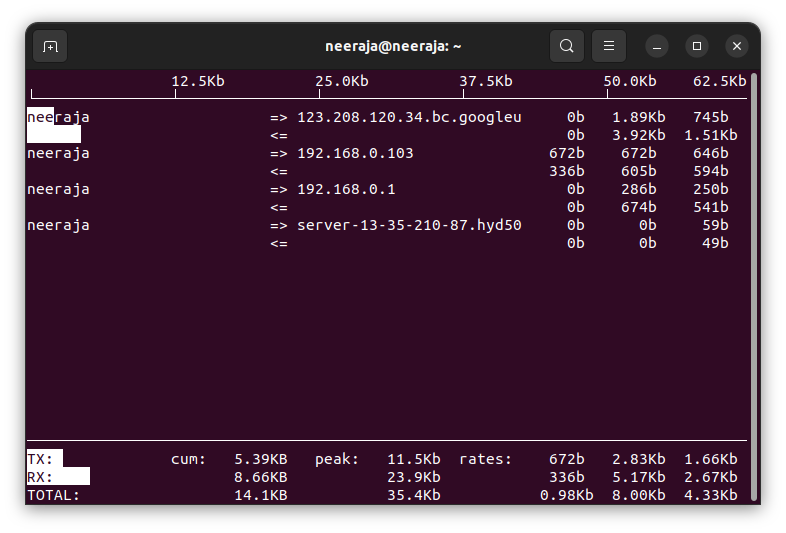 neeraja@neeraja: ~
12.5Kb 25.0Kb 37.5Kb 50.0Kb 62.5Kb
neeraja => 123.208.120.34.bc.googleu 0b 1.89Kb 745b
<= 0b 3.92Kb 1.51Kb
neeraja => 192.168.0.103 672b 672b 646b
<= 336b 605b 594b
neeraja => 192.168.0.1 0b 286b 250b
<= 0b 674b 541b
neeraja => server-13-35-210-87.hyd50 0b 0b 59b
<= 0b 0b 49b
TX: cum: 5.39KB peak: 11.5Kb rates: 672b 2.83Kb 1.66Kb
RX: 8.66KB 23.9Kb 336b 5.17Kb 2.67Kb
TOTAL: 14.1KB 35.4Kb 0.98Kb 8.00Kb 4.33Kb